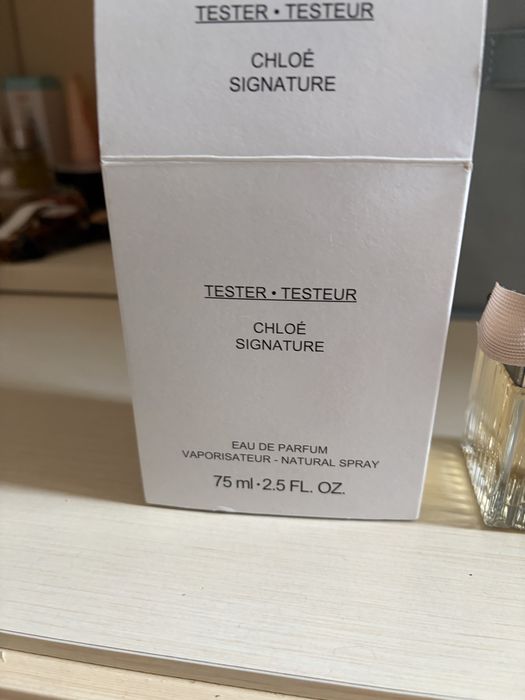 TESTER • TESTEUR
CHLOÉ
SIGNATURE
TESTER • TESTEUR
CHLOÉ
SIGNATURE
EAU DE PARFUM
VAPORISATEUR - NATURAL SPRAY
75 ml • 2.5 FL. OZ.